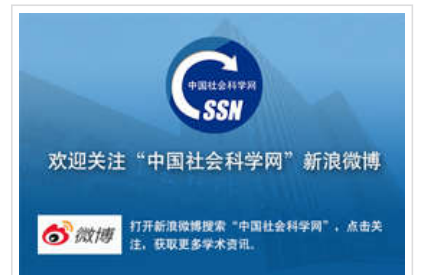 中国社会科学网
CSSN
欢迎关注“中国社会科学网”新浪微博
微博
打开新浪微博搜索“中国社会科学网”，点击关
注，获取更多学术资讯。